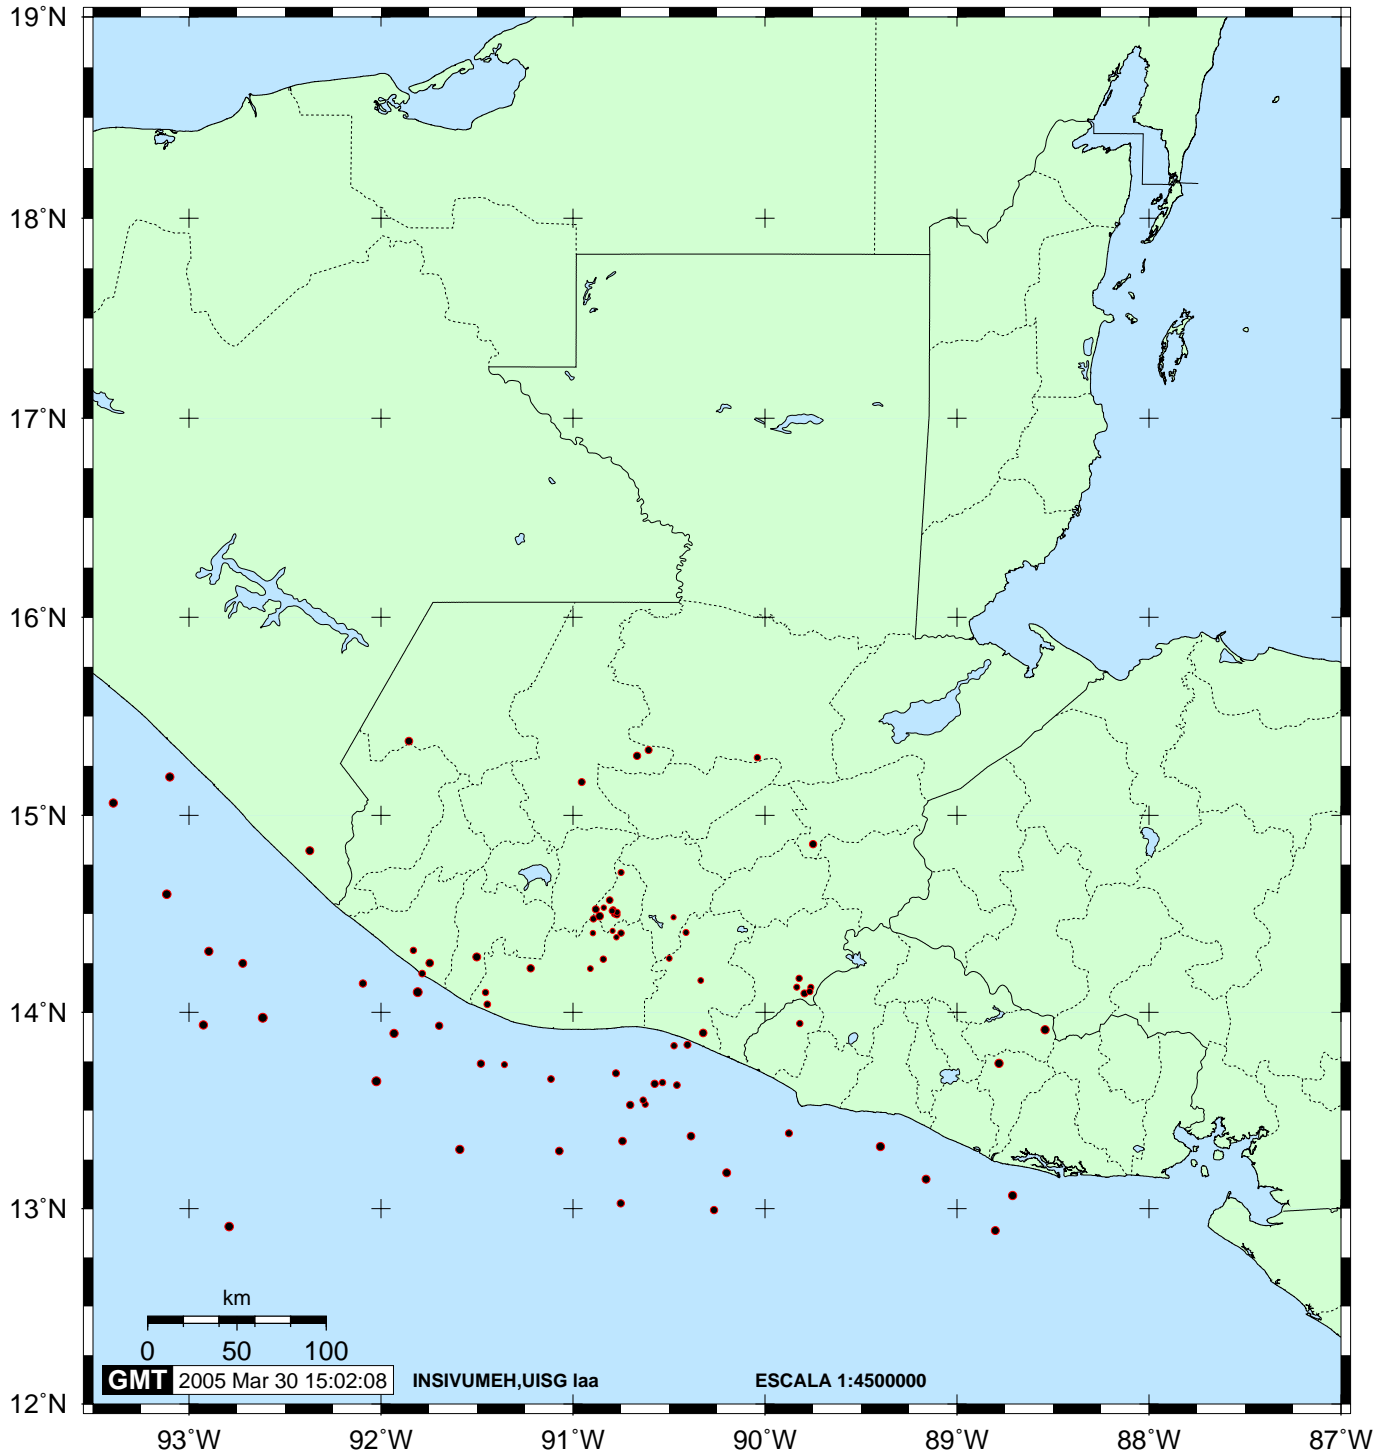 19°N
18°N
17°N
16°N
15°N
14°N
13°N
12°N
km
0 50 100
GMT 2005 Mar 30 15:02:08 INSIVUMEH,UISG laa ESCALA 1:4500000
93°W 92°W 91°W 90°W 89°W 88°W 87°W